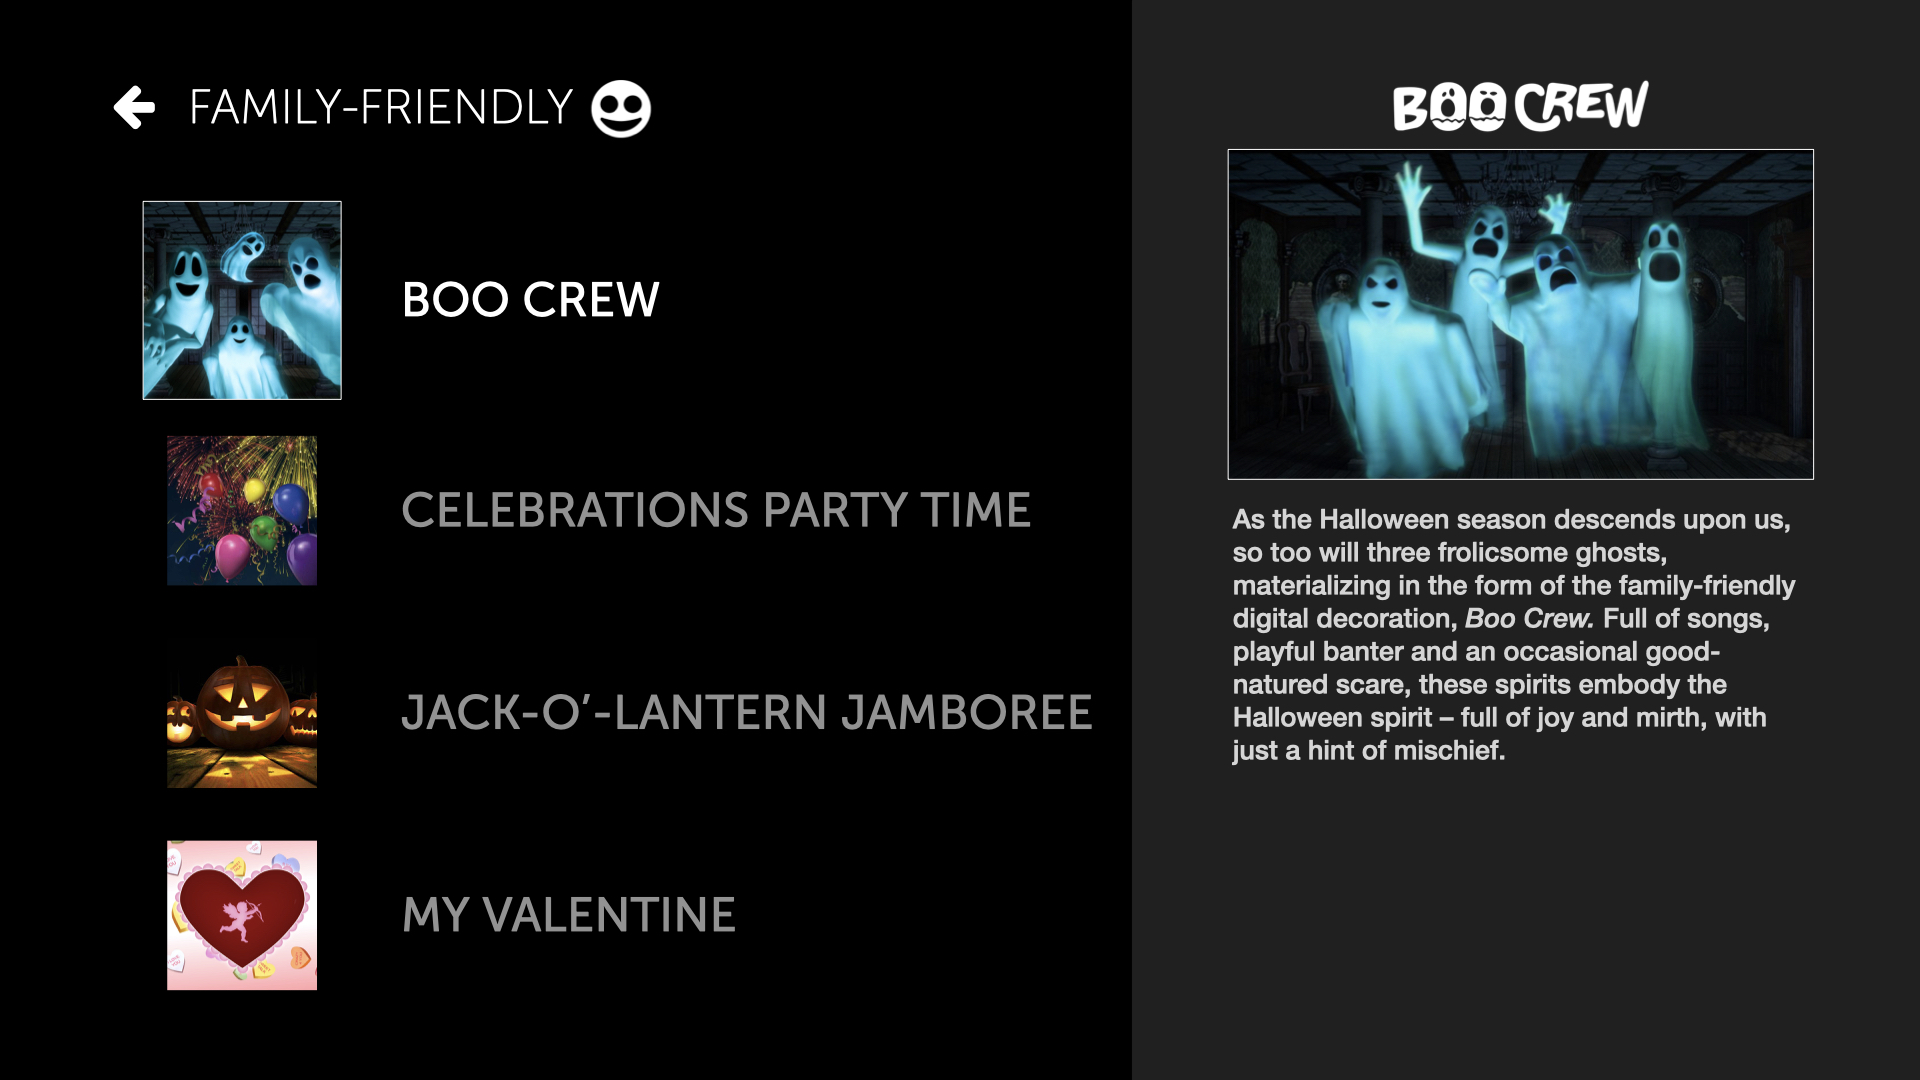 FAMILY-FRIENDLY
BOO CREW
CELEBRATIONS PARTY TIME
JACK-O’-LANTERN JAMBOREE
MY VALENTINE
BOO CREW
As the Halloween season descends upon us,
so too will three frolicsome ghosts,
materializing in the form of the family-friendly
digital decoration, Boo Crew. Full of songs,
playful banter and an occasional good-
natured scare, these spirits embody the
Halloween spirit – full of joy and mirth, with
just a hint of mischief.